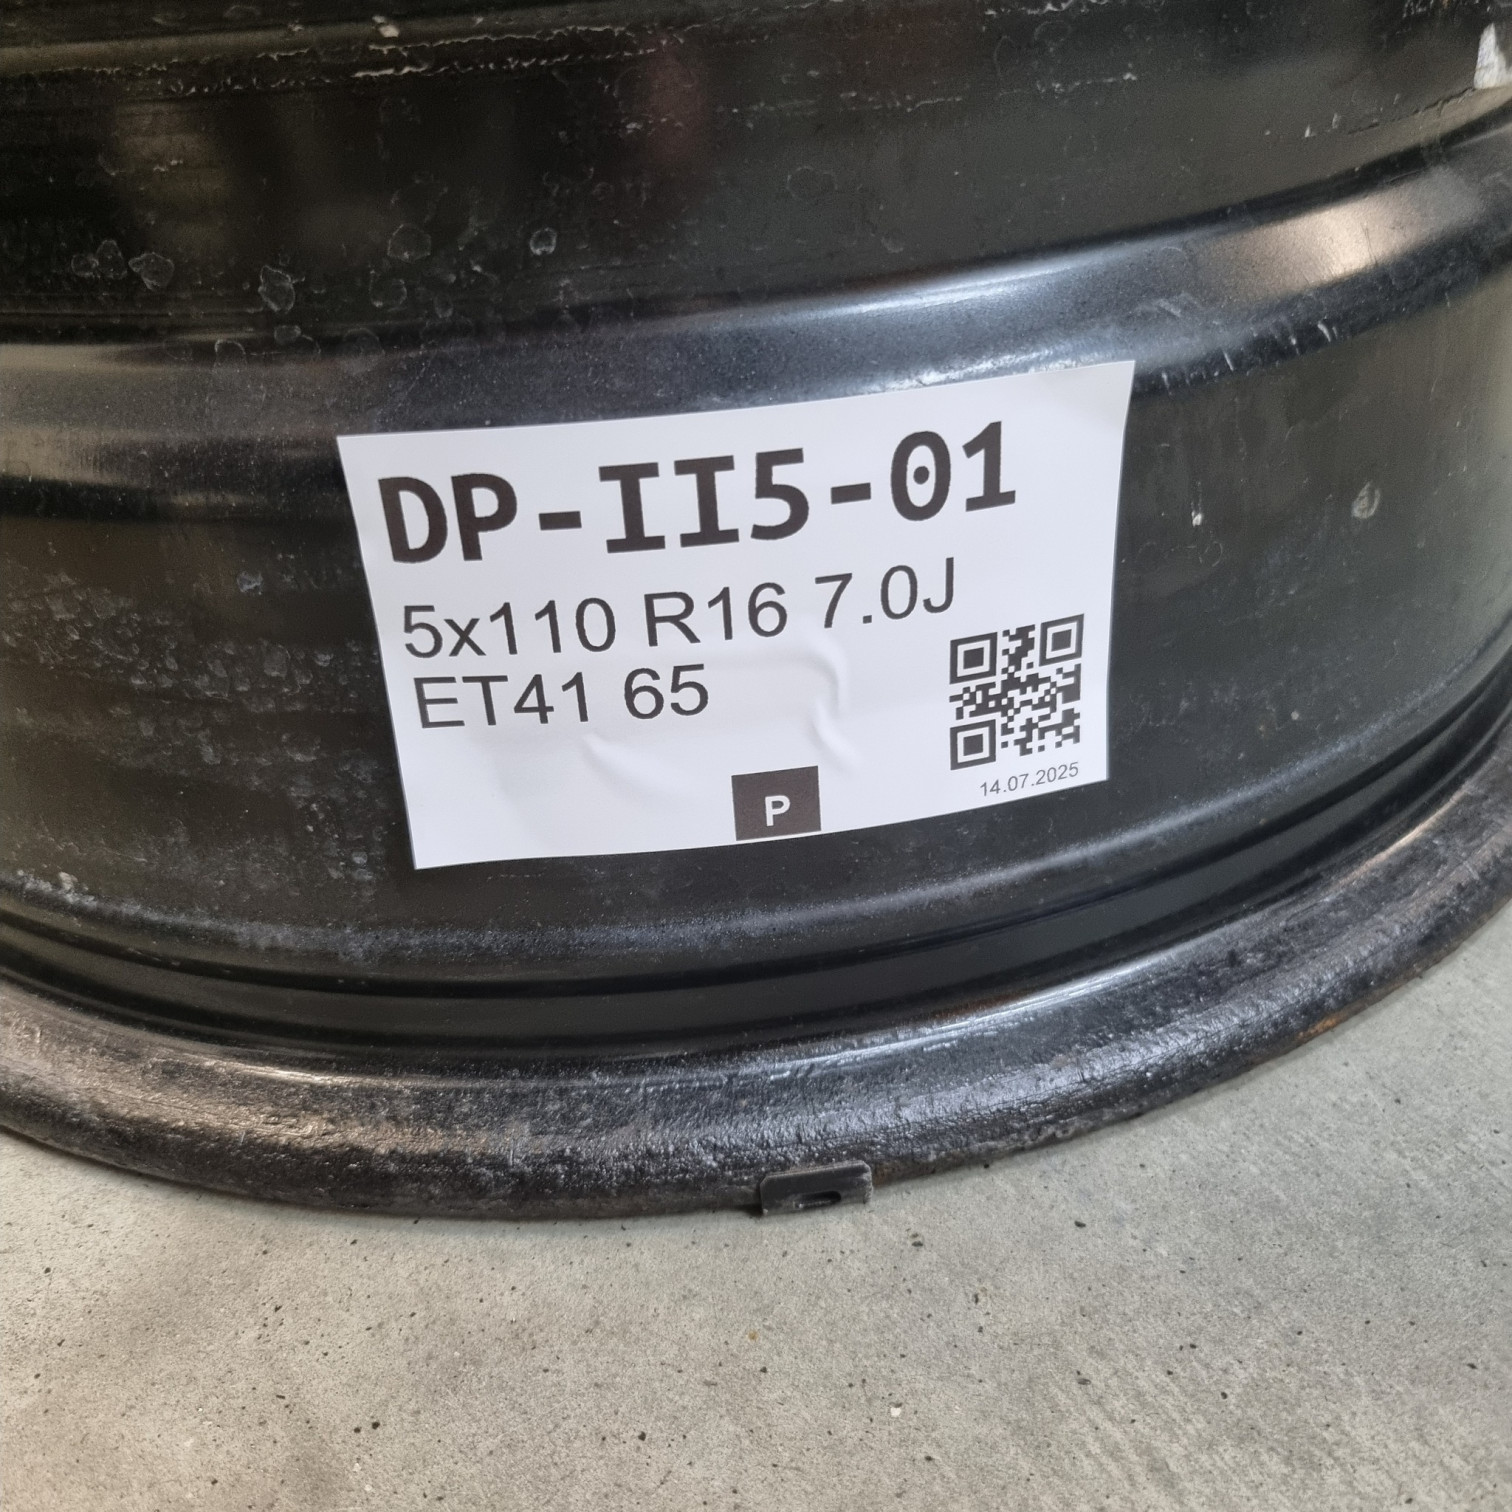 DP-II5-01
5x110 R16 7.0J
ET41 65
P
14.07.2025